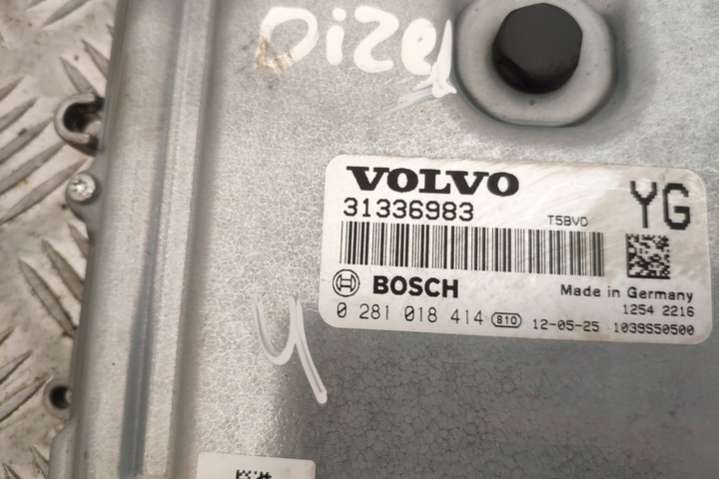 Dizel
VOLVO
31336983
T5BVD
YG
BOSCH
Made in Germany
1254 2216
0 281 018 414 S10 12-05-25 1039S50500
4